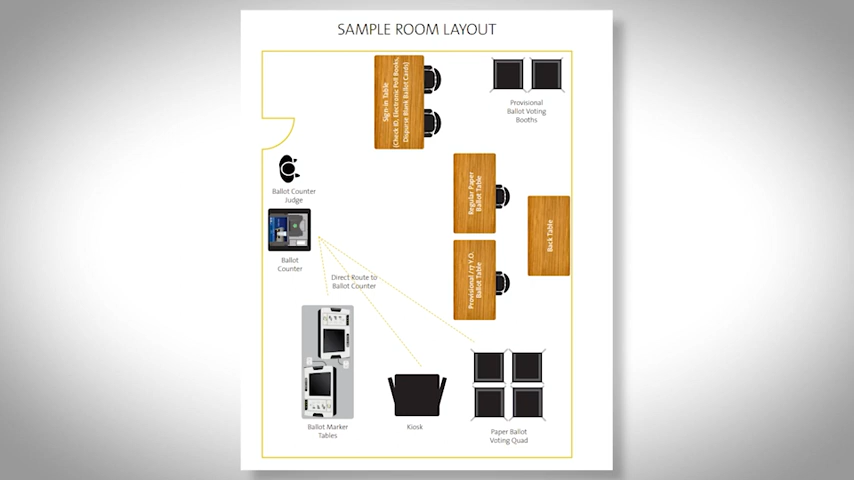 SAMPLE ROOM LAYOUT
Sign-in Table
(Check ID, Electronic Poll Books,
Dispurse Blank Ballot Cards)
Provisional
Ballot Voting
Booths
Ballot Counter
Judge
Regular Paper
Ballot Table
Back Table
Ballot
Counter
Direct Route to
Ballot Counter
Provisional /17 Y.O.
Ballot Table
Ballot Marker
Tables
Kiosk
Paper Ballot
Voting Quad